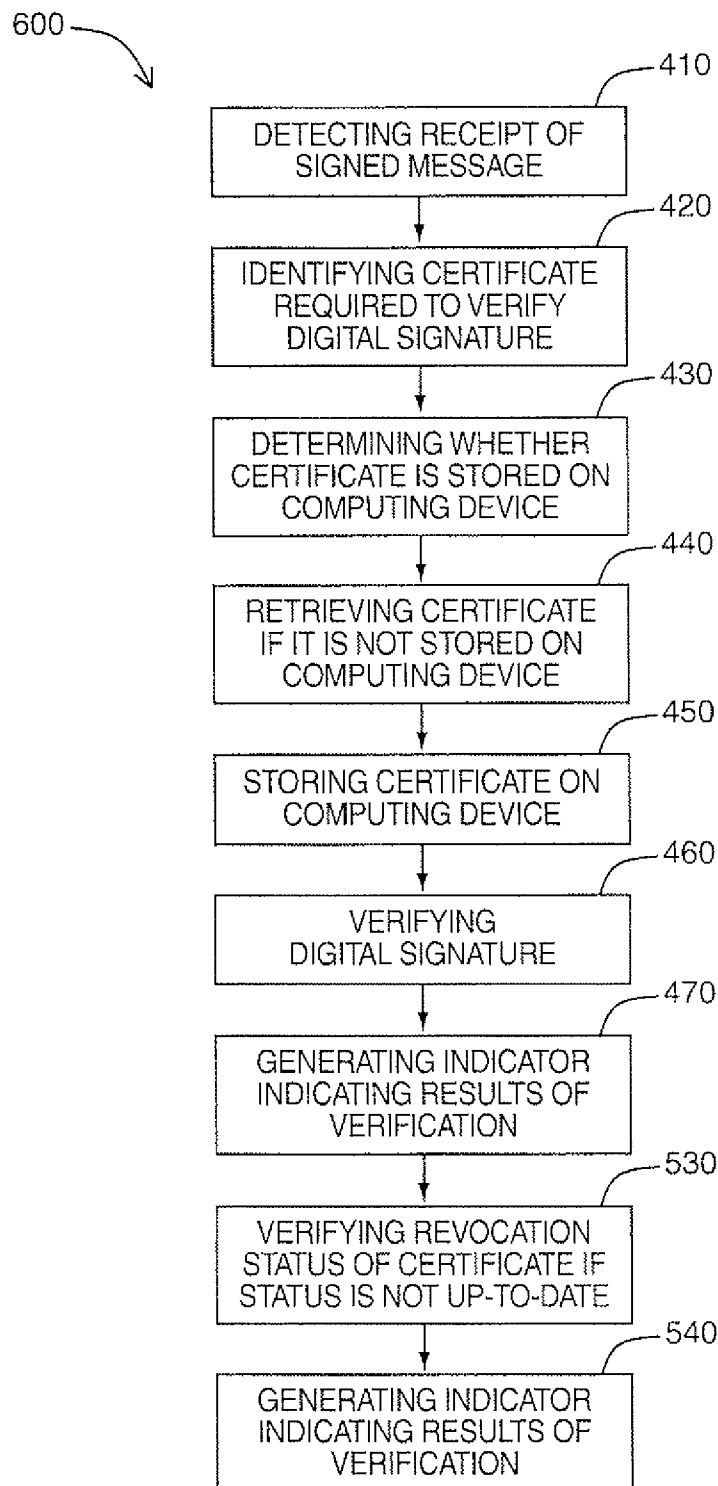 600
410
DETECTING RECEIPT OF
SIGNED MESSAGE
420
IDENTIFYING CERTIFICATE
REQUIRED TO VERIFY
DIGITAL SIGNATURE
430
DETERMINING WHETHER
CERTIFICATE IS STORED ON
COMPUTING DEVICE
440
RETRIEVING CERTIFICATE
IF IT IS NOT STORED ON
COMPUTING DEVICE
450
STORING CERTIFICATE ON
COMPUTING DEVICE
460
VERIFYING
DIGITAL SIGNATURE
470
GENERATING INDICATOR
INDICATING RESULTS OF
VERIFICATION
530
VERIFYING REVOCATION
STATUS OF CERTIFICATE IF
STATUS IS NOT UP-TO-DATE
540
GENERATING INDICATOR
INDICATING RESULTS OF
VERIFICATION